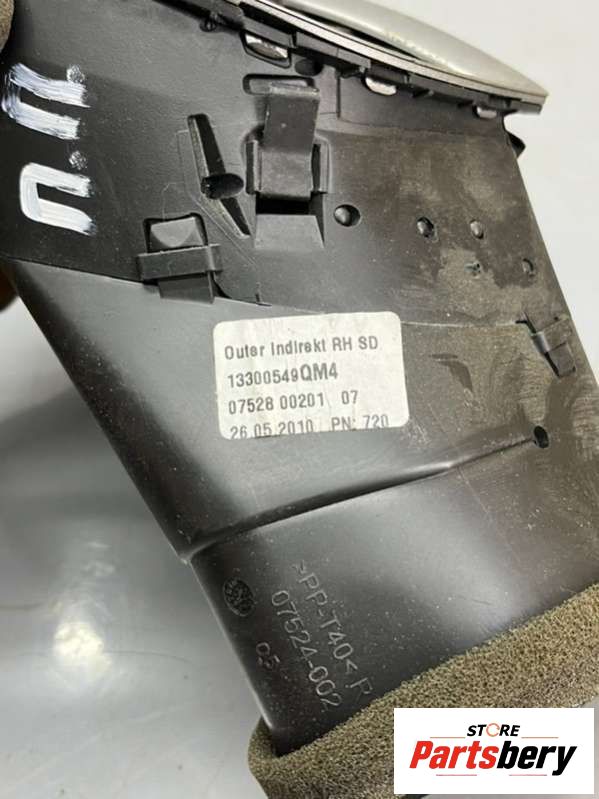 п.п.
Outer Indirekt RH SD
13300549QM4
07528 00201 07
26.05.2010 PN: 720
>PP-T40< R
07524-002
03
STORE
Partsbery